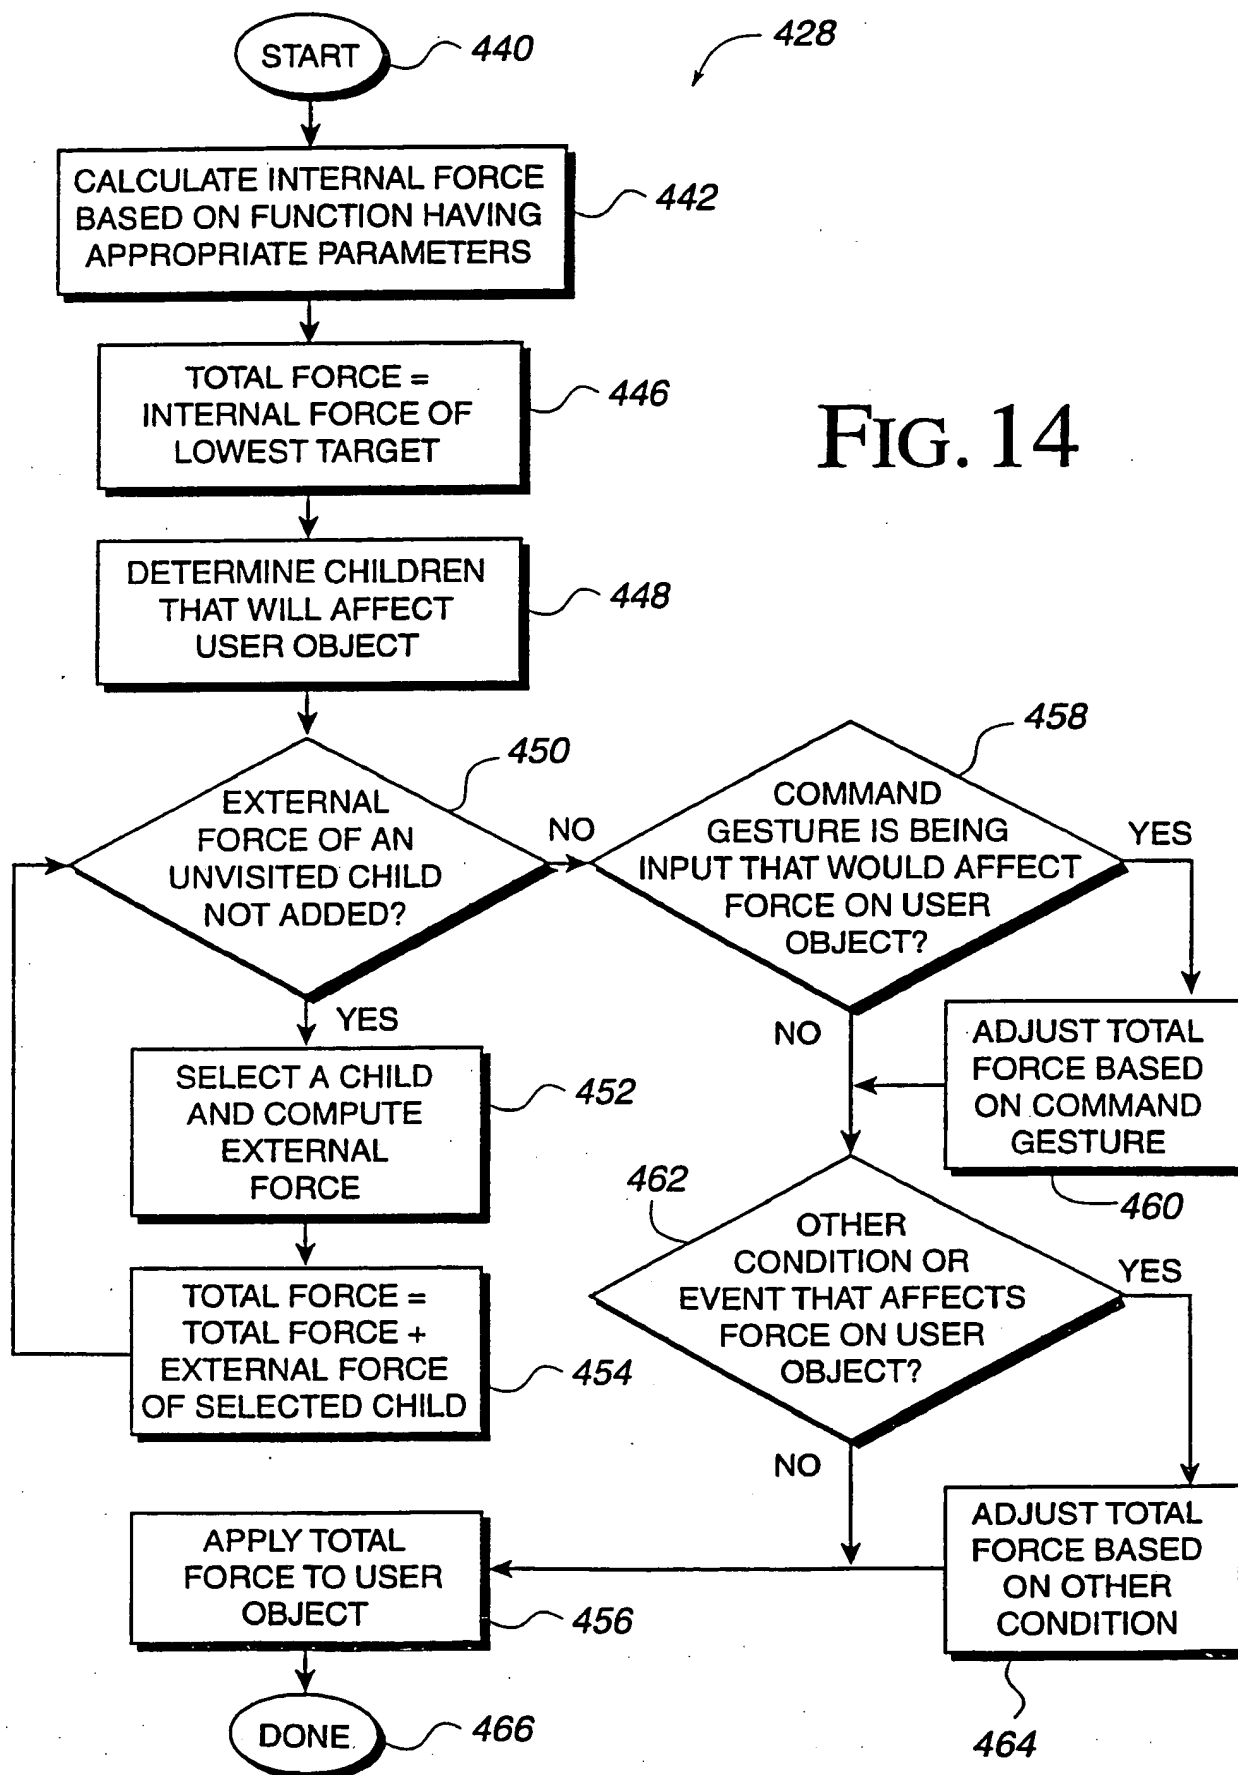 START
440
428
CALCULATE INTERNAL FORCE
BASED ON FUNCTION HAVING
APPROPRIATE PARAMETERS
442
TOTAL FORCE =
INTERNAL FORCE OF
LOWEST TARGET
446
FIG. 14
DETERMINE CHILDREN
THAT WILL AFFECT
USER OBJECT
448
EXTERNAL
FORCE OF AN
UNVISITED CHILD
NOT ADDED?
450
NO
YES
COMMAND
GESTURE IS BEING
INPUT THAT WOULD AFFECT
FORCE ON USER
OBJECT?
458
YES
NO
SELECT A CHILD
AND COMPUTE
EXTERNAL
FORCE
452
ADJUST TOTAL
FORCE BASED
ON COMMAND
GESTURE
460
TOTAL FORCE =
TOTAL FORCE +
EXTERNAL FORCE
OF SELECTED CHILD
454
462
OTHER
CONDITION OR
EVENT THAT AFFECTS
FORCE ON USER
OBJECT?
YES
NO
APPLY TOTAL
FORCE TO USER
OBJECT
456
ADJUST TOTAL
FORCE BASED
ON OTHER
CONDITION
464
DONE
466